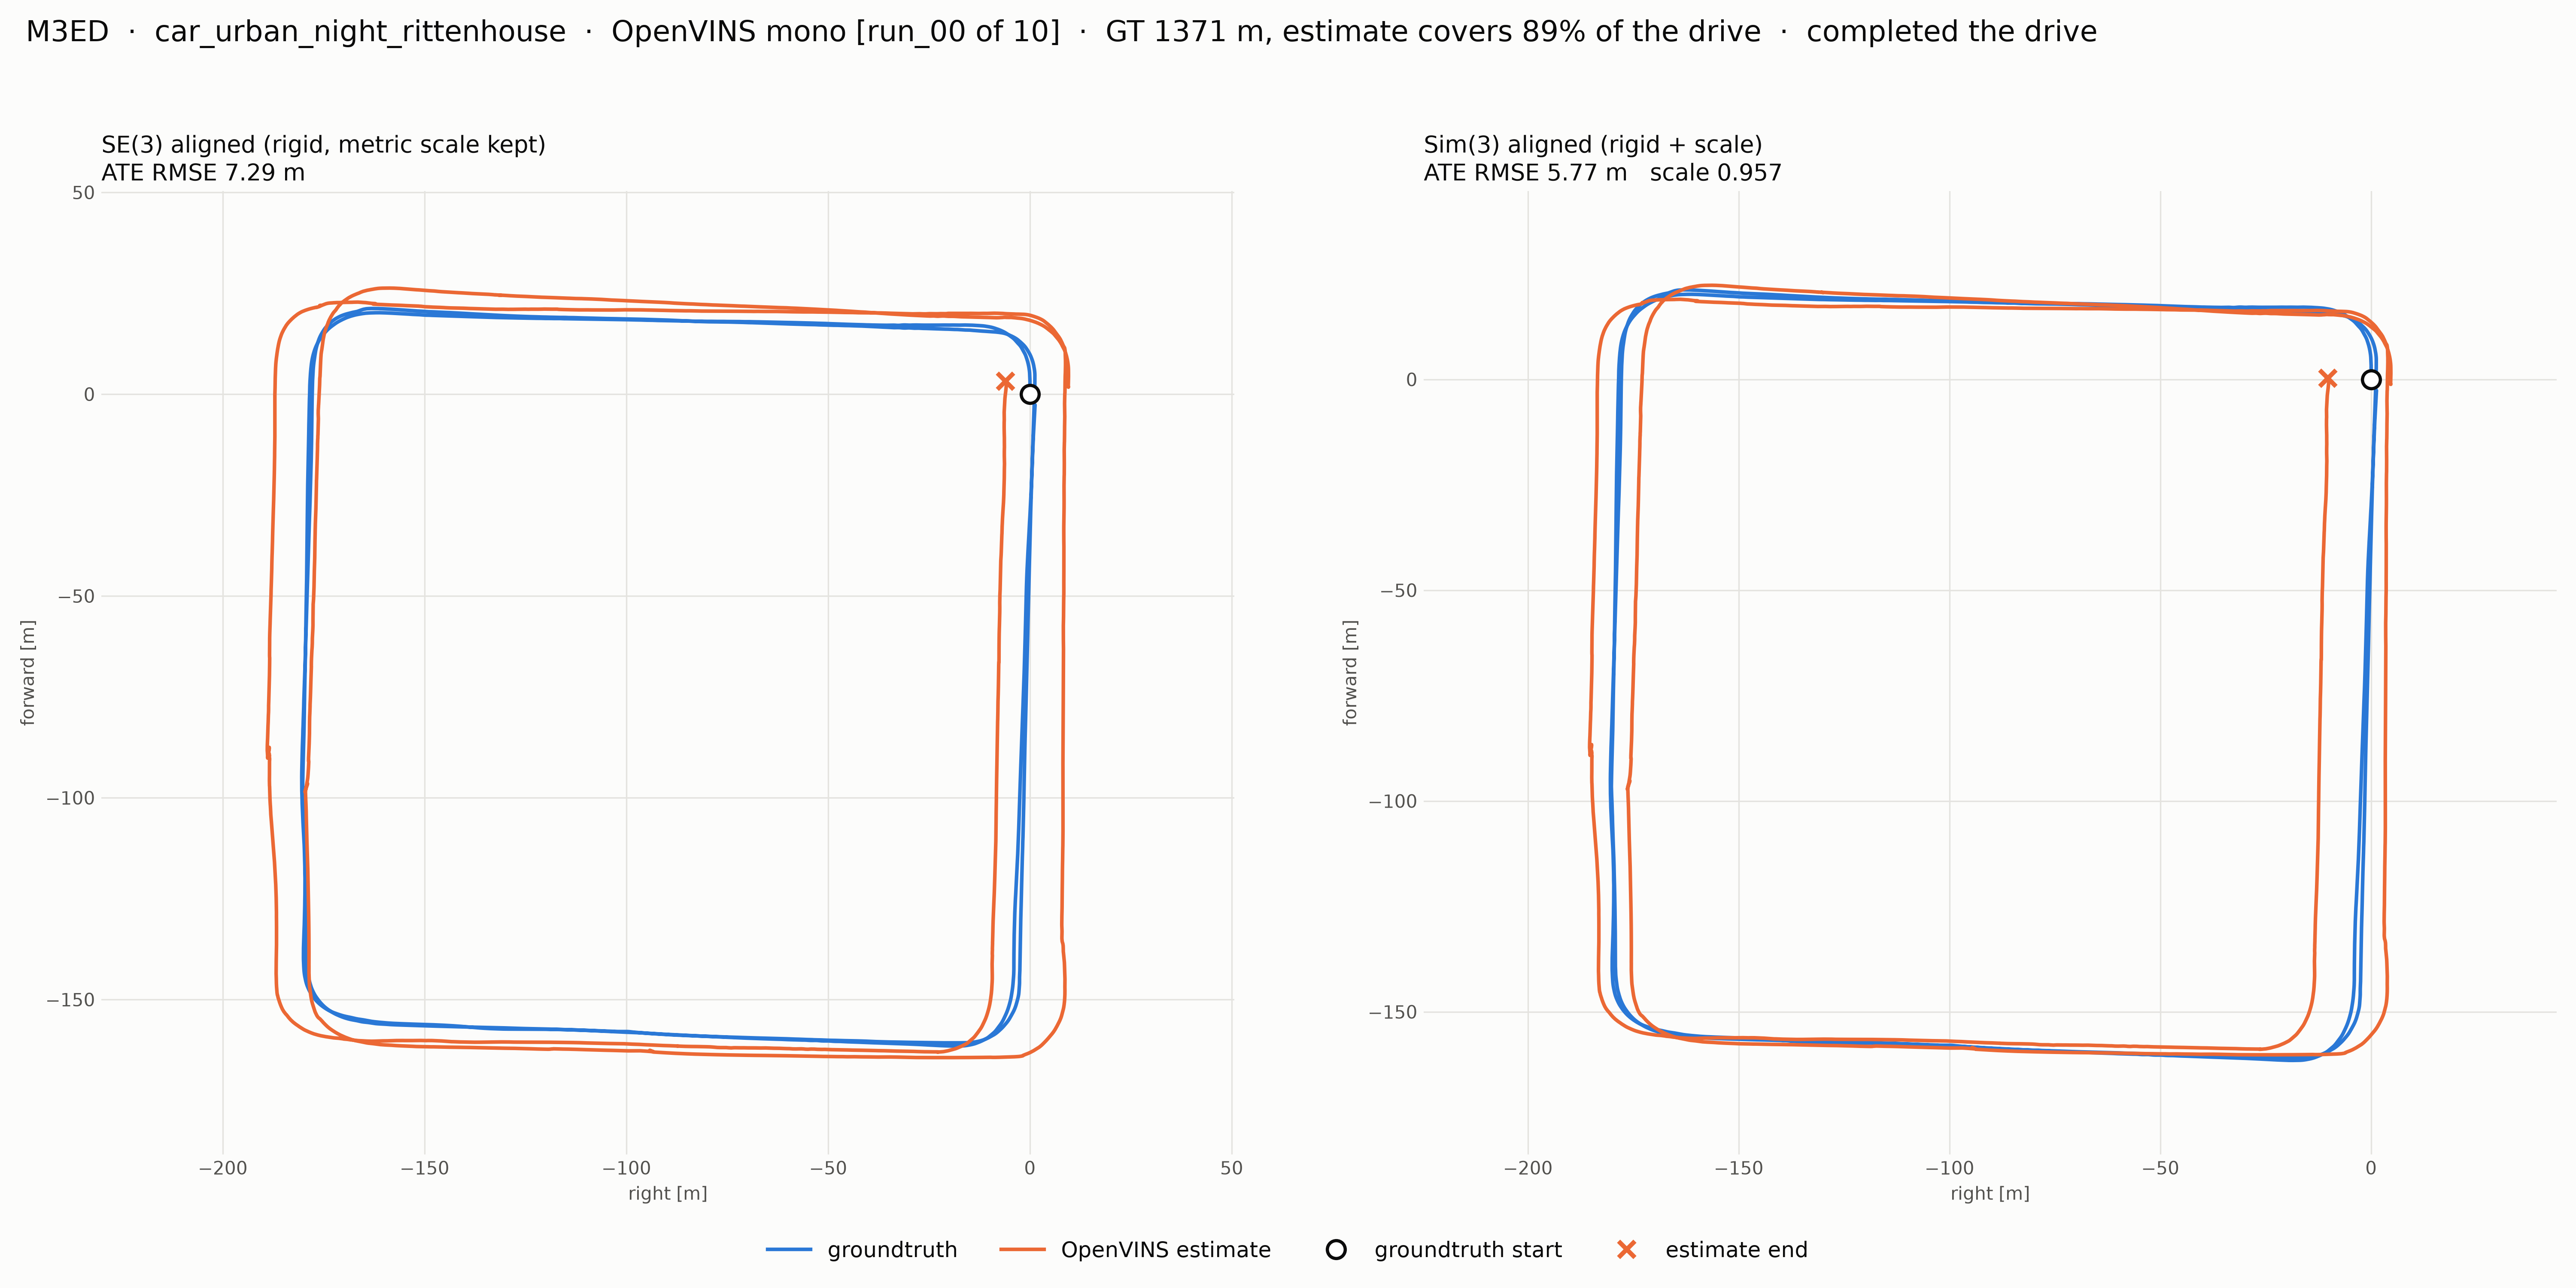 M3ED · car_urban_night_rittenhouse · OpenVINS mono [run_00 of 10] · GT 1371 m, estimate covers 89% of the drive · completed the drive
SE(3) aligned (rigid, metric scale kept)
ATE RMSE 7.29 m
50
0
−50
−100
−150
forward [m]
−200
−150
−100
−50
0
50
right [m]
Sim(3) aligned (rigid + scale)
ATE RMSE 5.77 m scale 0.957
0
−50
−100
−150
forward [m]
−200
−150
−100
−50
0
right [m]
groundtruth
OpenVINS estimate
groundtruth start
estimate end